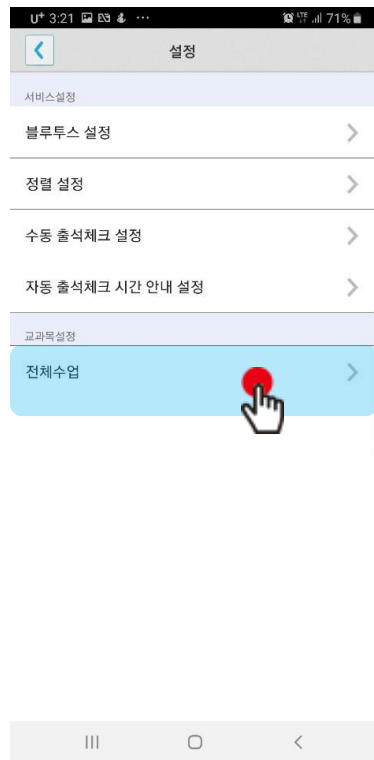 U+ 3:21 ··· LTE 71%
설정
서비스설정
블루투스 설정
정렬 설정
수동 출석체크 설정
자동 출석체크 시간 안내 설정
교과목설정
전체수업